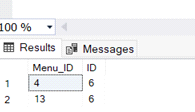 100 %
Results Messages
Menu_ID ID
1 4 6
2 13 6